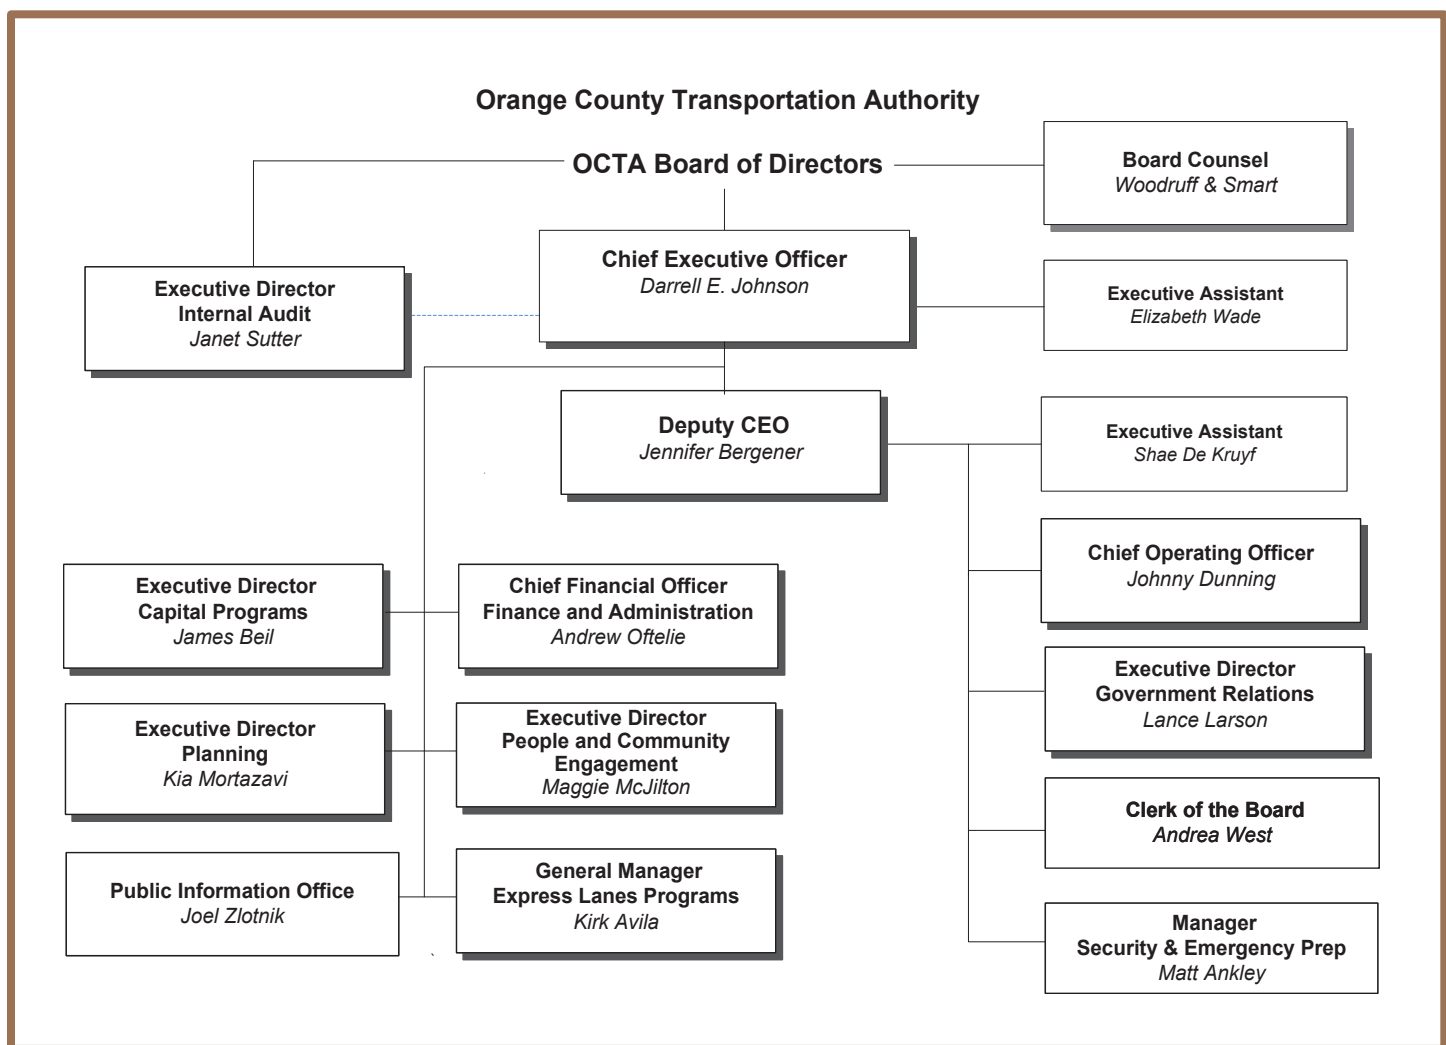 Orange County Transportation Authority
OCTA Board of Directors
Board Counsel
Woodruff & Smart
Chief Executive Officer
Darrell E. Johnson
Executive Director
Internal Audit
Janet Sutter
Executive Assistant
Elizabeth Wade
Deputy CEO
Jennifer Bergener
Executive Assistant
Shae De Kruyf
Chief Operating Officer
Johnny Dunning
Executive Director
Capital Programs
James Beil
Chief Financial Officer
Finance and Administration
Andrew Oftelie
Executive Director
Government Relations
Lance Larson
Executive Director
Planning
Kia Mortazavi
Executive Director
People and Community
Engagement
Maggie McJilton
Clerk of the Board
Andrea West
Public Information Office
Joel Zlotnik
General Manager
Express Lanes Programs
Kirk Avila
Manager
Security & Emergency Prep
Matt Ankley